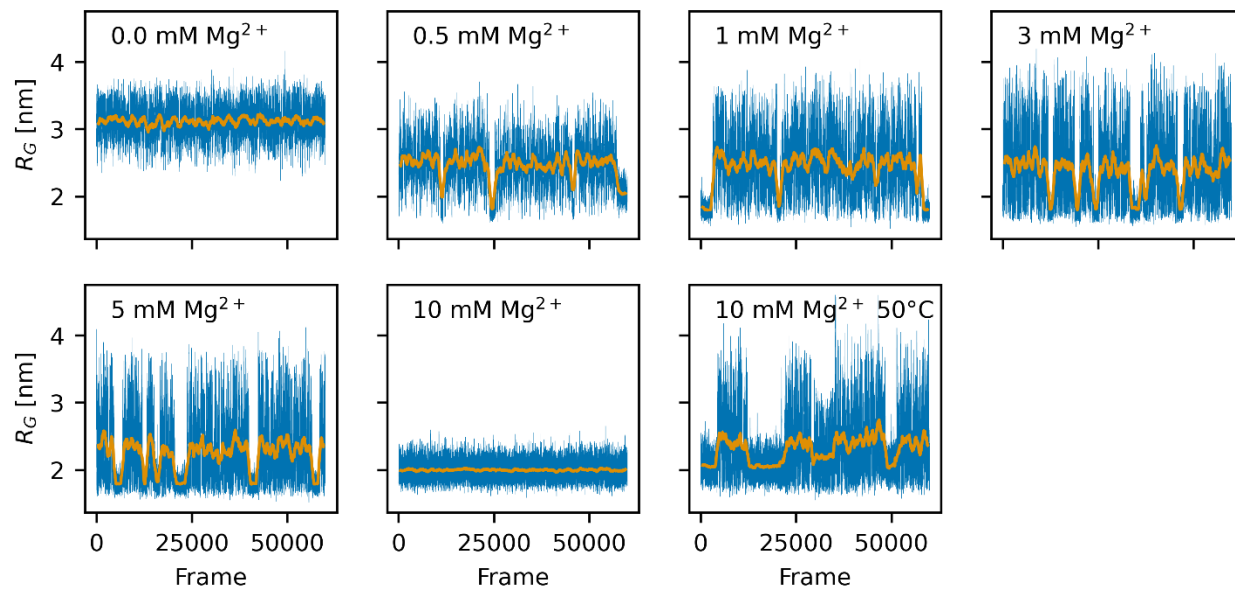 0.0 mM Mg²⁺
0.5 mM Mg²⁺
1 mM Mg²⁺
3 mM Mg²⁺
R_G [nm]
4
3
2
5 mM Mg²⁺
10 mM Mg²⁺
10 mM Mg²⁺ 50°C
R_G [nm]
4
3
2
0 25000 50000
0 25000 50000
0 25000 50000
Frame
Frame
Frame